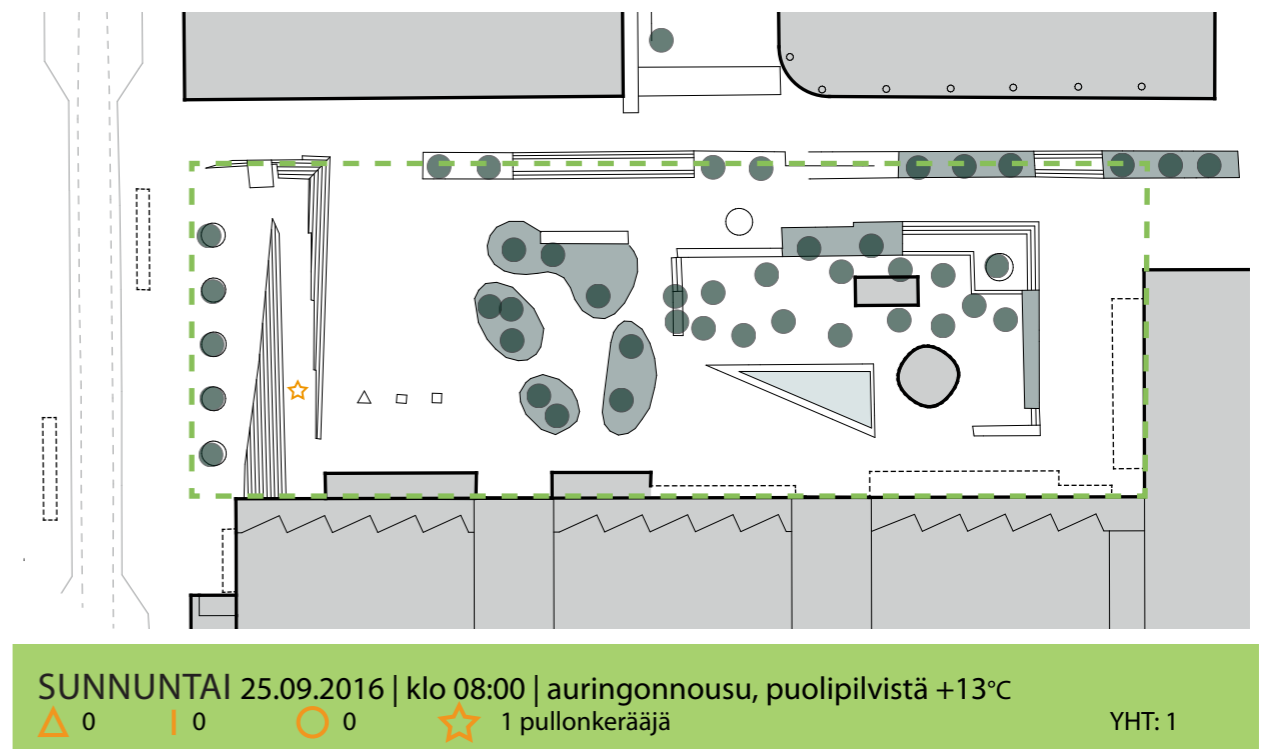 SUNNUNTAI 25.09.2016 | klo 08:00 | auringonnousu, puolipilvistä +13°C
0 0 0 1 pullonkerääjä YHT: 1